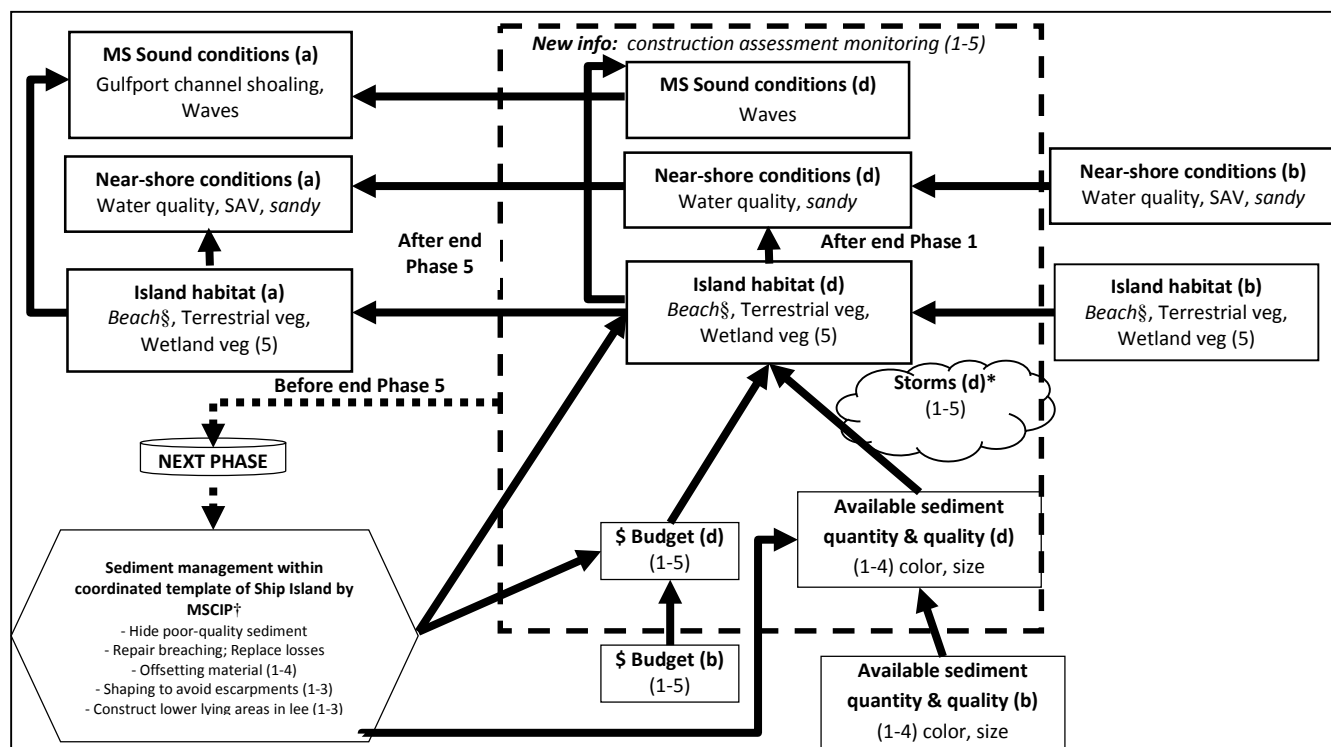 New info: construction assessment monitoring (1-5)
MS Sound conditions (a)
Gulfport channel shoaling,
Waves
MS Sound conditions (d)
Waves
Near-shore conditions (a)
Water quality, SAV, sandy
Near-shore conditions (d)
Water quality, sandy
Near-shore conditions (b)
Water quality, SAV, sandy
After end
Phase 5
After end Phase 1
Island habitat (a)
Beach§, Terrestrial veg,
Wetland veg (5)
Island habitat (d)
Beach§, Terrestrial veg,
Wetland veg (5)
Island habitat (b)
Beach§, Terrestrial veg,
Wetland veg (5)
Before end Phase 5
Storms (d)*
(1-5)
NEXT PHASE
Sediment management within
coordinated template of Ship Island by
MSCIP†
- Hide poor-quality sediment
- Repair breaching; Replace losses
- Offsetting material (1-4)
- Shaping to avoid escarpments (1-3)
- Construct lower lying areas in lee (1-3)
$ Budget (d)
(1-5)
Available sediment
quantity & quality (d)
(1-4) color, size
$ Budget (b)
(1-5)
Available sediment
quantity & quality (b)
(1-4) color, size